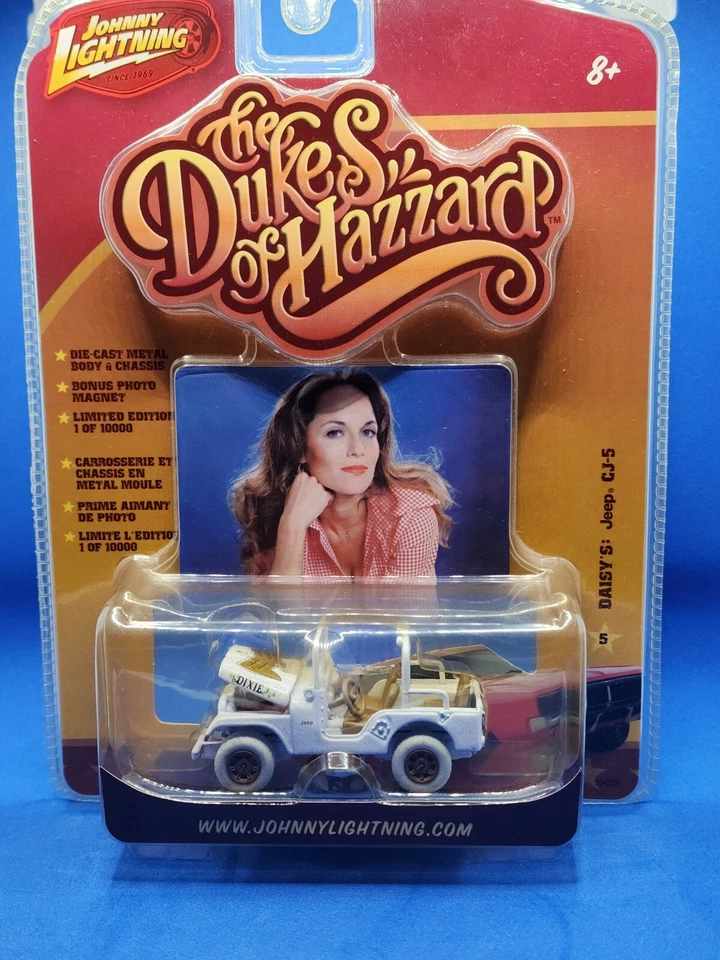 JOHNNY
LIGHTNING
SINCE 1969
8+
The
Dukes
of Hazzard
TM
DIE-CAST METAL
BODY & CHASSIS
BONUS PHOTO
MAGNET
LIMITED EDITION
1 OF 10000
CARROSSERIE ET
CHASSIS EN
METAL MOULE
PRIME AIMANT
DE PHOTO
LIMITE L'EDITIO
1 OF 10000
DAISY'S: Jeep® CJ-5
5
DIXIE
Jeep
WWW.JOHNNYLIGHTNING.COM